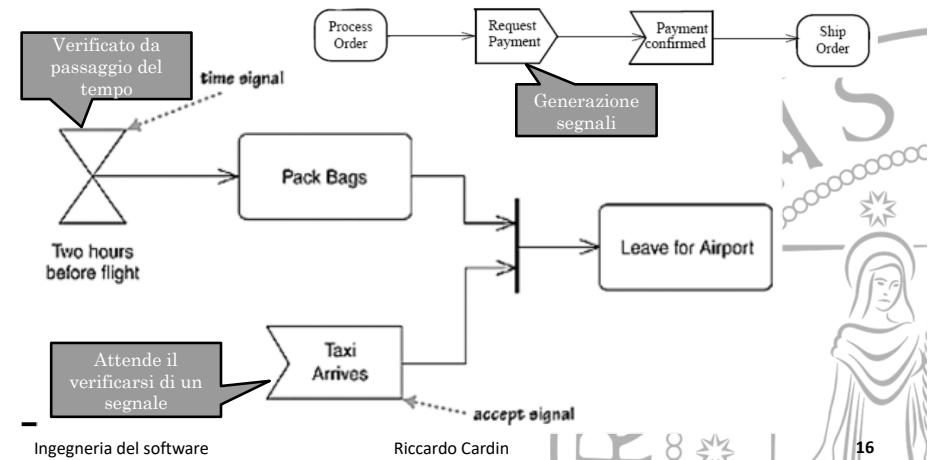 Process
Order
Request
Payment
Payment
confirmed
Ship
Order
Verificato da
passaggio del
tempo
time signal
Generazione
segnali
Pack Bags
Two hours
before flight
Leave for Airport
Attende il
verificarsi di un
segnale
Taxi
Arrives
accept signal
AS
Ingegneria del software
Riccardo Cardin
8
16